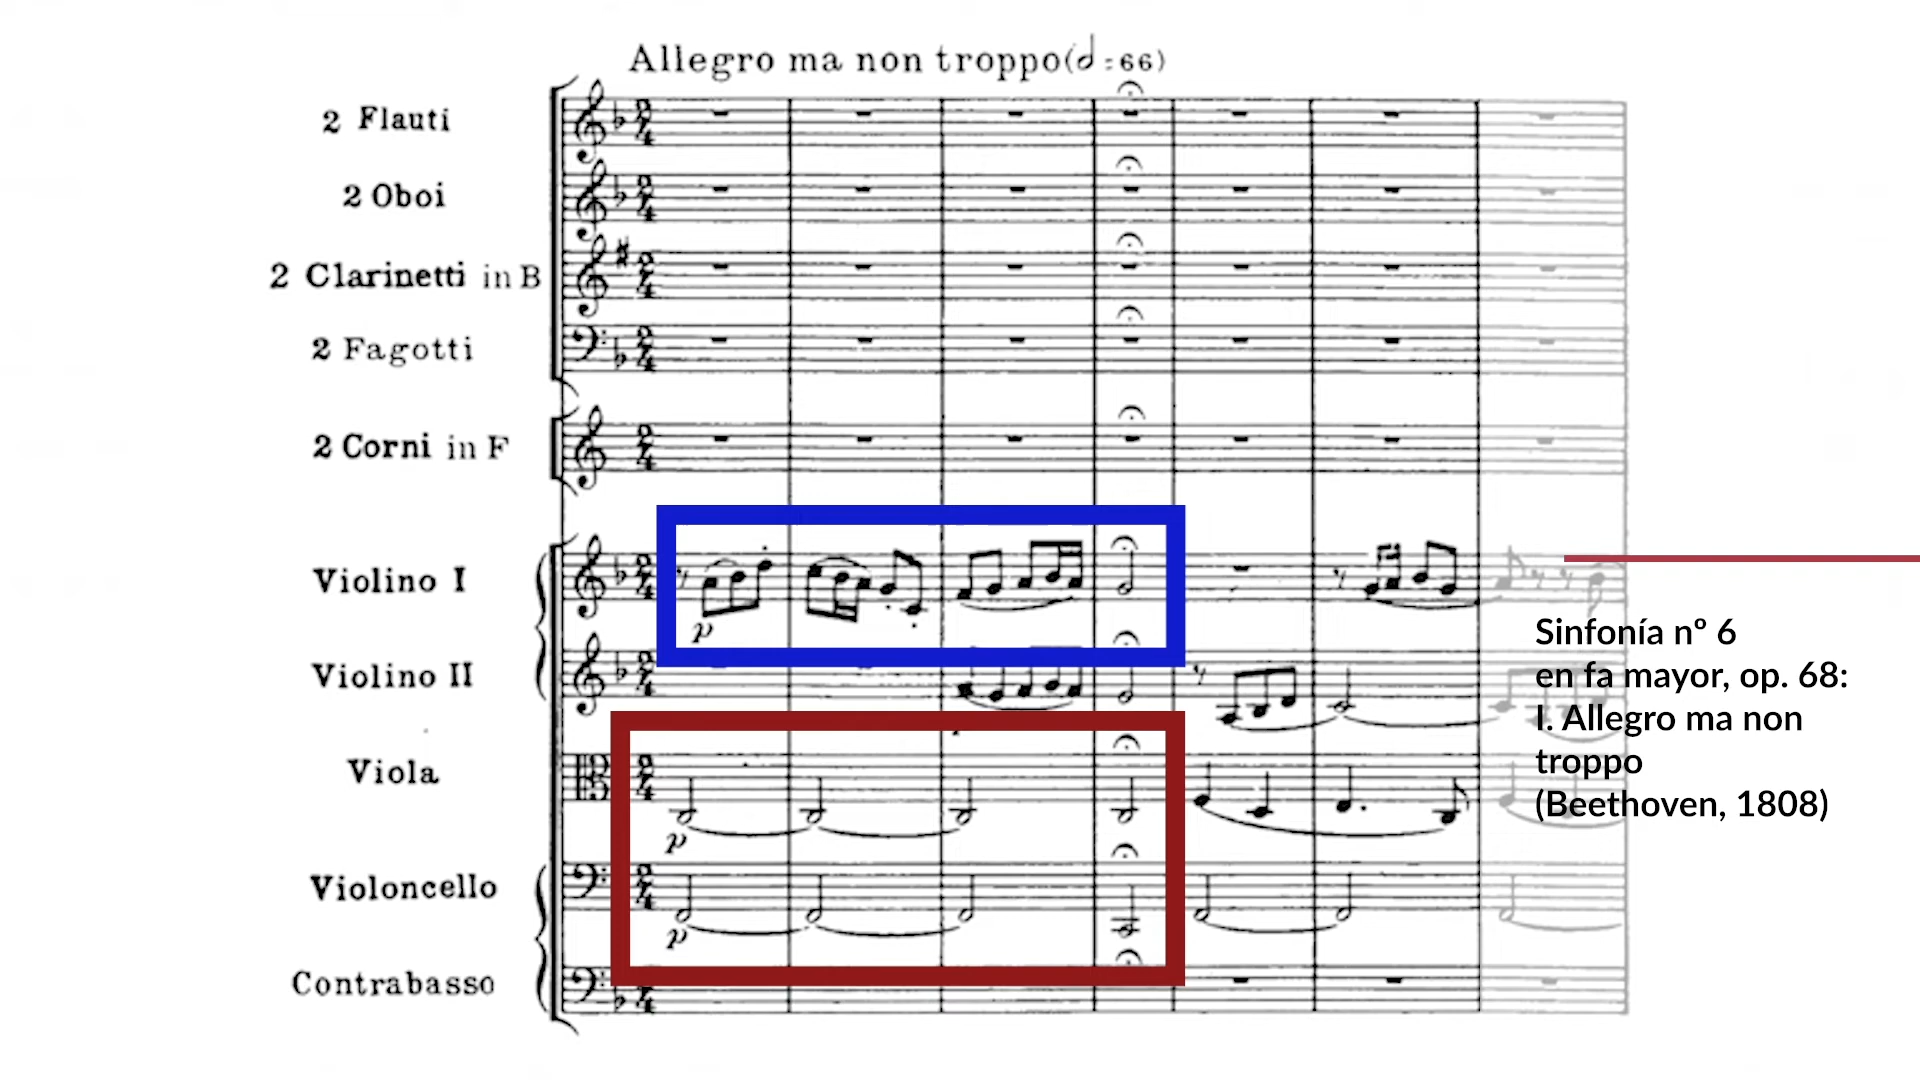 Allegro ma non troppo(𝅗𝅥=66)
2 Flauti
2 Oboi
2 Clarinetti in B
2 Fagotti
2 Corni in F
Violino I
p
Violino II
Viola
p
Violoncello
p
Contrabasso
Sinfonía nº 6
en fa mayor, op. 68:
I. Allegro ma non
troppo
(Beethoven, 1808)